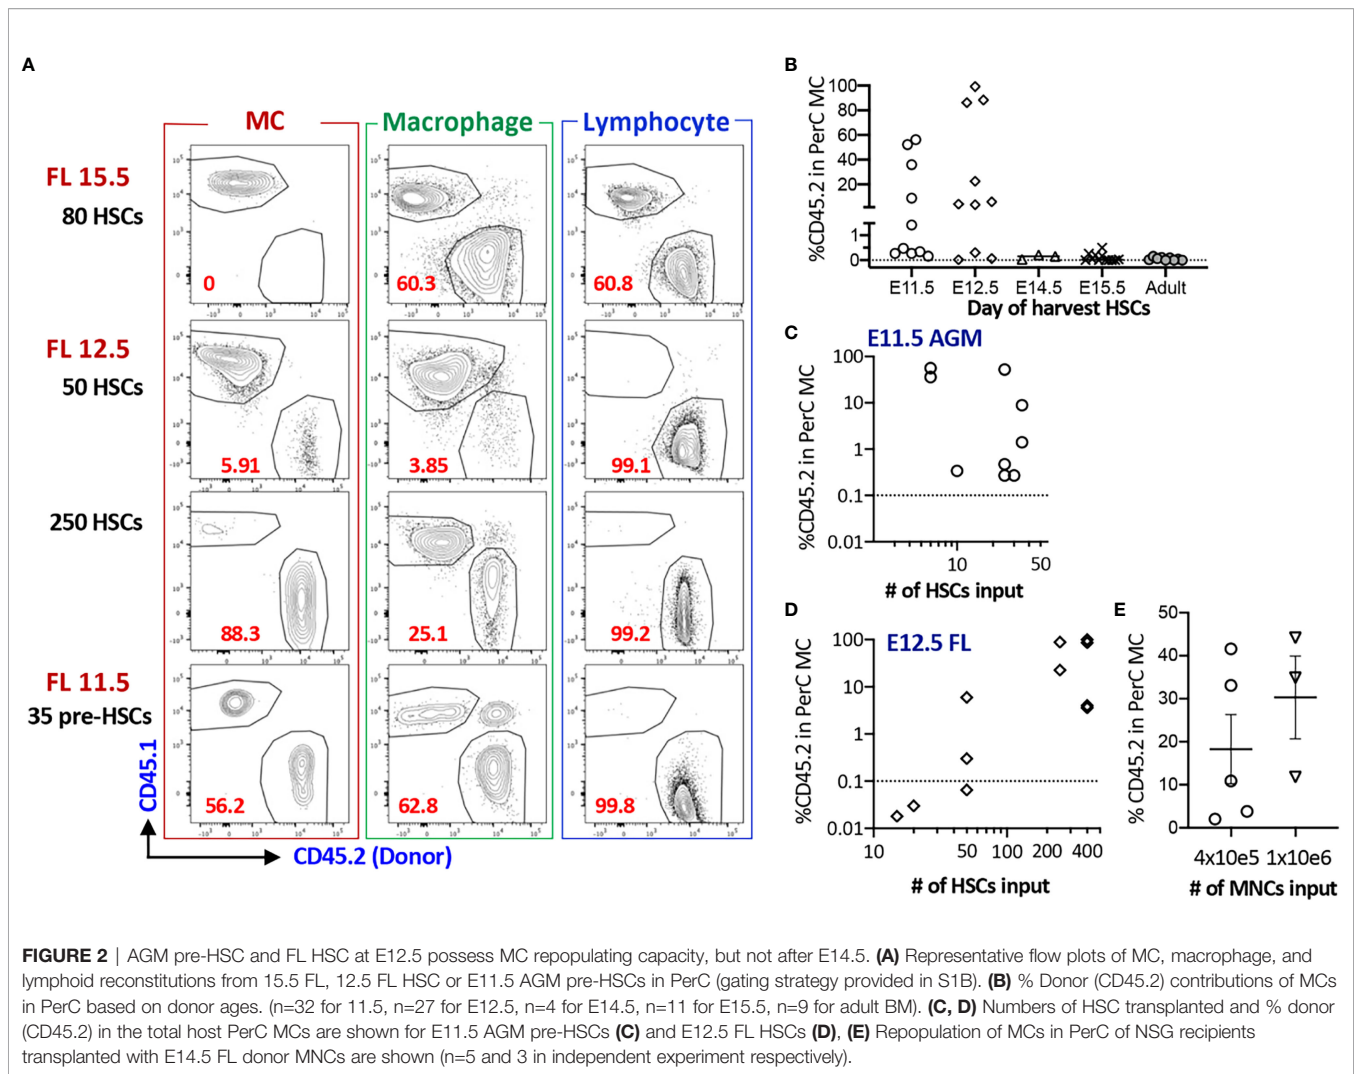 A
MC
Macrophage
Lymphocyte
FL 15.5
80 HSCs
0
60.3
60.8
FL 12.5
50 HSCs
5.91
3.85
99.1
250 HSCs
88.3
25.1
99.2
FL 11.5
35 pre-HSCs
56.2
62.8
99.8
CD45.1
CD45.2 (Donor)
B
%CD45.2 in PerC MC
100
80
60
40
20
1
0
E11.5 E12.5 E14.5 E15.5 Adult
Day of harvest HSCs
C
E11.5 AGM
%CD45.2 in PerC MC
100
10
1
0.1
0.01
10 50
# of HSCs input
D
E12.5 FL
%CD45.2 in PerC MC
100
10
1
0.1
0.01
10 50 100 200 400
# of HSCs input
E
% CD45.2 in PerC MC
50
40
30
20
10
0
4x10e5 1x10e6
# of MNCs input
FIGURE 2 | AGM pre-HSC and FL HSC at E12.5 possess MC repopulating capacity, but not after E14.5. (A) Representative flow plots of MC, macrophage, and
lymphoid reconstitutions from 15.5 FL, 12.5 FL HSC or E11.5 AGM pre-HSCs in PerC (gating strategy provided in S1B). (B) % Donor (CD45.2) contributions of MCs
in PerC based on donor ages. (n=32 for 11.5, n=27 for E12.5, n=4 for E14.5, n=11 for E15.5, n=9 for adult BM). (C, D) Numbers of HSC transplanted and % donor
(CD45.2) in the total host PerC MCs are shown for E11.5 AGM pre-HSCs (C) and E12.5 FL HSCs (D), (E) Repopulation of MCs in PerC of NSG recipients
transplanted with E14.5 FL donor MNCs are shown (n=5 and 3 in independent experiment respectively).